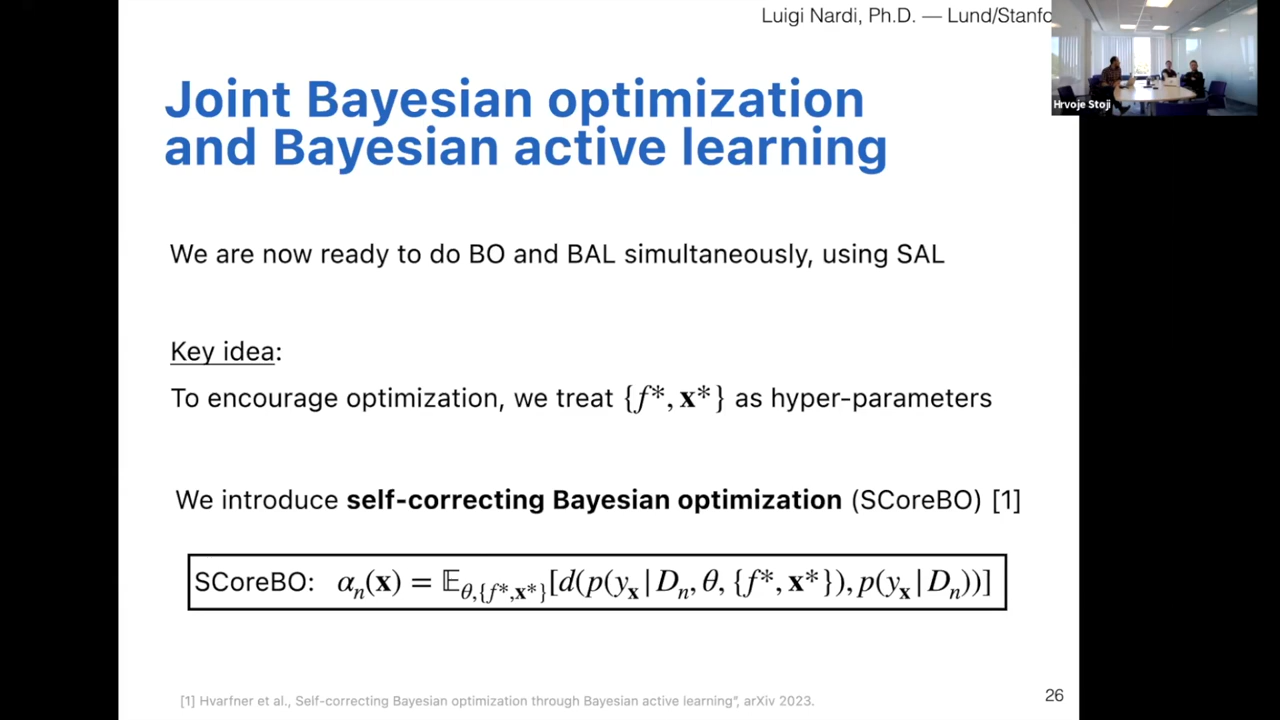 Luigi Nardi, Ph.D. — Lund/Stanfo
Hrvoje Stoji
Joint Bayesian optimization
and Bayesian active learning
We are now ready to do BO and BAL simultaneously, using SAL
Key idea:
To encourage optimization, we treat {f*, x*} as hyper-parameters
We introduce self-correcting Bayesian optimization (SCoreBO) [1]
SCoreBO: αₙ(x) = 𝔼_{θ,{f*,x*}}[d(p(y_x|Dₙ, θ, {f*, x*}), p(y_x|Dₙ))]
[1] Hvarfner et al., Self-correcting Bayesian optimization through Bayesian active learning", arXiv 2023.
26